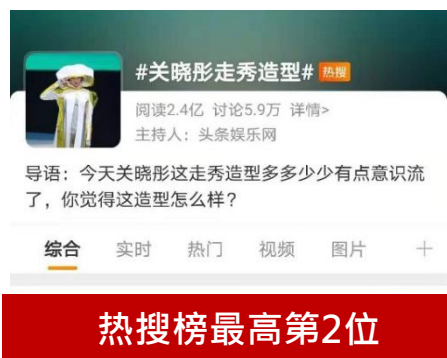 #关晓彤走秀造型# 热搜
阅读2.4亿 讨论5.9万 详情>
主持人：头条娱乐网
导语：今天关晓彤这走秀造型多多少少有点意识流
了，你觉得这造型怎么样？
综合 实时 热门 视频 图片 +
热搜榜最高第2位